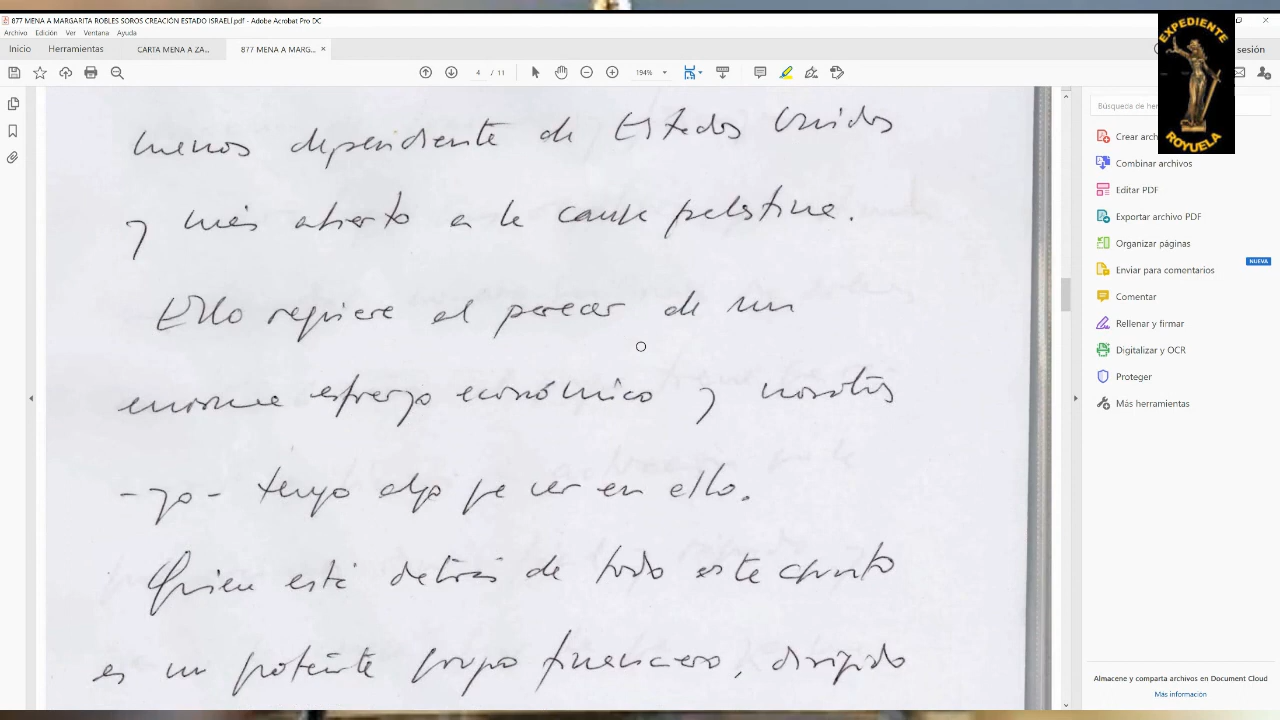 877 MENA A MARGARITA ROBLES SOROS CREACIÓN ESTADO ISRAELÍ.pdf - Adobe Acrobat Pro DC
Archivo Edición Ver Ventana Ayuda
Inicio Herramientas CARTA MENA A ZA... 877 MENA A MARG... × sesión
4 / 11 194%
EXPEDIENTE
ROYUELA
menos dependiente de Estados Unidos
y más abierto a la causa palestina.
Ello requiere al parecer de un
enorme esfuerzo económico y nosotros
-yo- tengo algo que ver en ello.
Quien está detrás de todo este asunto
es un potente grupo financiero, dirigido
Búsqueda de her
Crear arch
Combinar archivos
Editar PDF
Exportar archivo PDF
Organizar páginas
Enviar para comentarios
NUEVA
Comentar
Rellenar y firmar
Digitalizar y OCR
Proteger
Más herramientas
Almacene y comparta archivos en Document Cloud
Más información